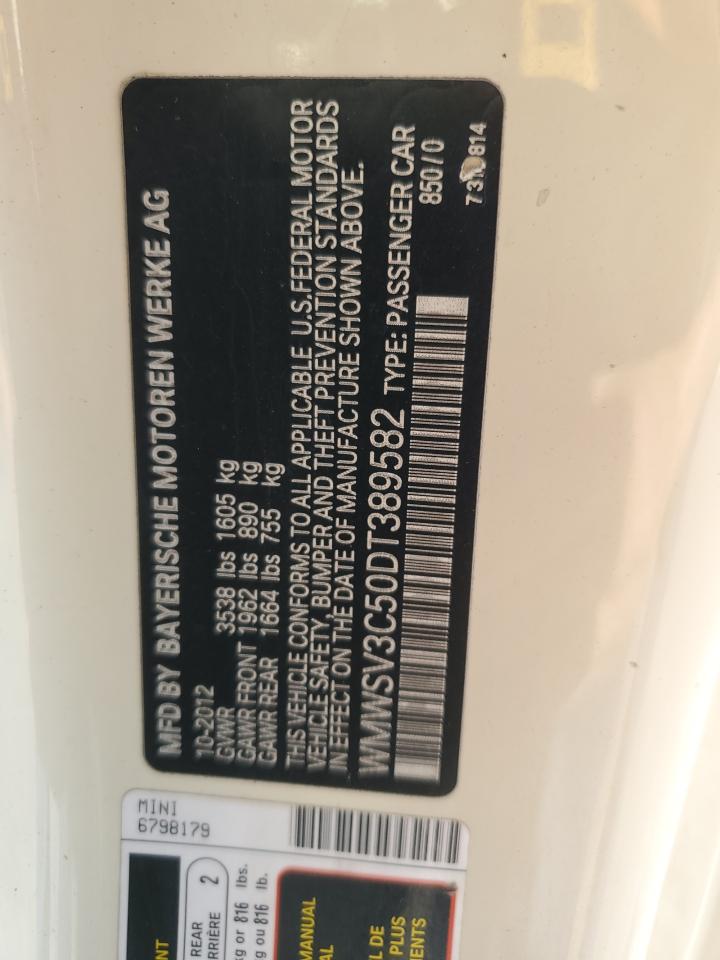 MFD BY BAYERISCHE MOTOREN WERKE AG
10-2012
GVWR 3538 lbs 1605 kg
GAWR FRONT 1962 lbs 890 kg
GAWR REAR 1664 lbs 755 kg
THIS VEHICLE CONFORMS TO ALL APPLICABLE U.S. FEDERAL MOTOR
VEHICLE SAFETY, BUMPER AND THEFT PREVENTION STANDARDS
IN EFFECT ON THE DATE OF MANUFACTURE SHOWN ABOVE.
WMWSV3C50DT389582 TYPE: PASSENGER CAR
850 / 0
MINI
6798179
REAR 2
kg or 816 lbs.
kg ou 816 lb.
MANUAL
DE
PLUS